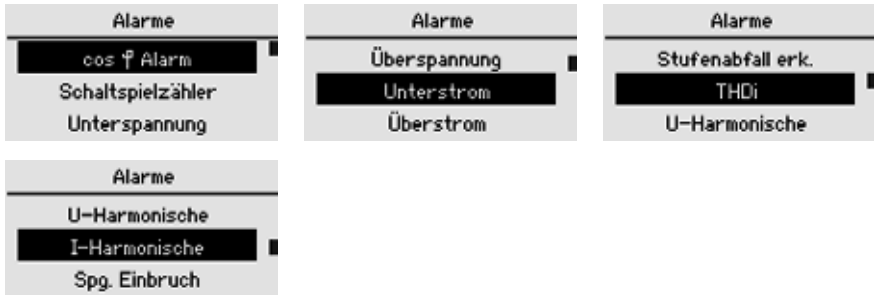 Alarme
cos φ Alarm
Schaltspielzähler
Unterspannung
Alarme
Überspannung
Unterstrom
Überstrom
Alarme
Stufenabfall erk.
THDi
U-Harmonische
Alarme
U-Harmonische
I-Harmonische
Spg. Einbruch